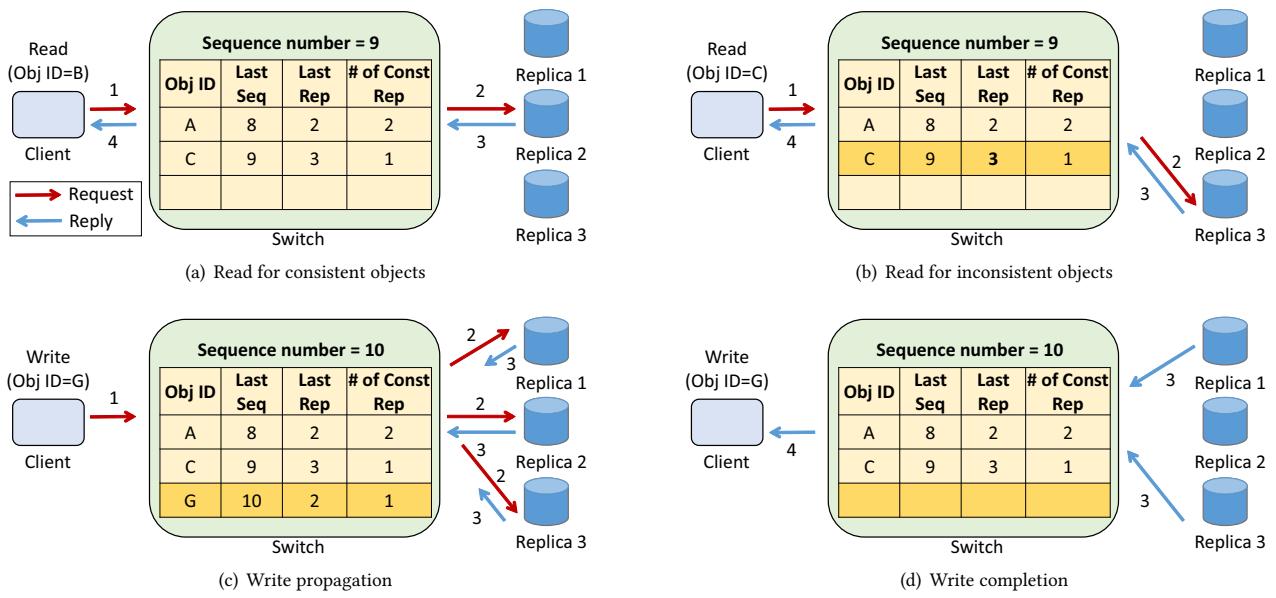 Read
(Obj ID=B)
Client
1
4
Request
Reply
Sequence number = 9
Obj ID Last Seq Last Rep # of Const Rep
A 8 2 2
C 9 3 1
Switch
2
3
Replica 1
Replica 2
Replica 3
(a) Read for consistent objects
Read
(Obj ID=C)
Client
1
4
Sequence number = 9
Obj ID Last Seq Last Rep # of Const Rep
A 8 2 2
C 9 3 1
Switch
2
3
Replica 1
Replica 2
Replica 3
(b) Read for inconsistent objects
Write
(Obj ID=G)
Client
1
Sequence number = 10
Obj ID Last Seq Last Rep # of Const Rep
A 8 2 2
C 9 3 1
G 10 2 1
Switch
2
3
2
3
2
3
Replica 1
Replica 2
Replica 3
(c) Write propagation
Write
(Obj ID=G)
Client
4
Sequence number = 10
Obj ID Last Seq Last Rep # of Const Rep
A 8 2 2
C 9 3 1
Switch
3
3
Replica 1
Replica 2
Replica 3
(d) Write completion